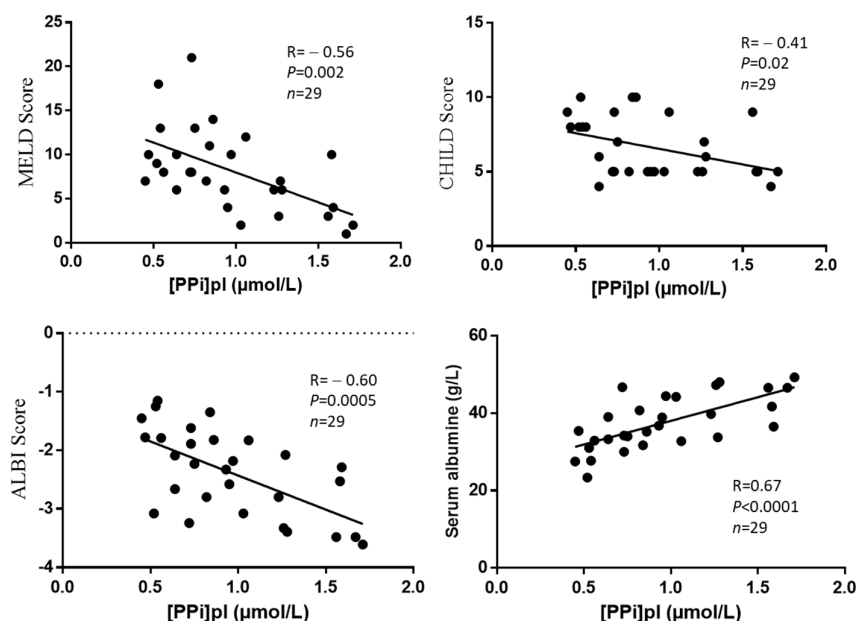 25
20
15
10
5
0
MELD Score
R= – 0.56
P=0.002
n=29
0.0 0.5 1.0 1.5 2.0
[PPi]pl (µmol/L)
15
10
5
0
CHILD Score
R= – 0.41
P=0.02
n=29
0.0 0.5 1.0 1.5 2.0
[PPi]pl (µmol/L)
0
-1
-2
-3
-4
ALBI Score
R= – 0.60
P=0.0005
n=29
0.0 0.5 1.0 1.5 2.0
[PPi]pl (µmol/L)
60
40
20
0
Serum albumine (g/L)
R=0.67
P<0.0001
n=29
0.0 0.5 1.0 1.5 2.0
[PPi]pl (µmol/L)